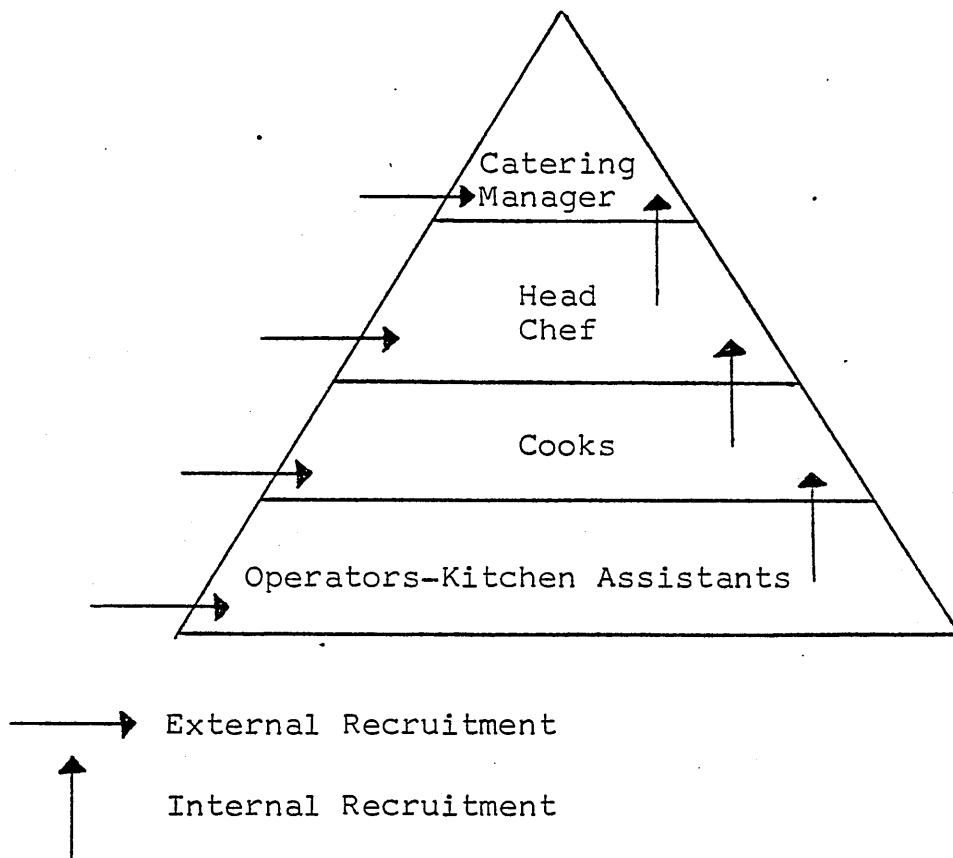 Catering
Manager
Head
Chef
Cooks
Operators-Kitchen Assistants
External Recruitment
Internal Recruitment